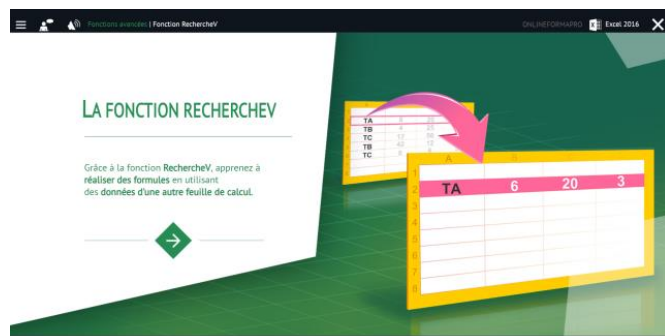 Fonctions avancées | Fonction RechercheV
ONLINEFORMAPRO
Excel 2016
LA FONCTION RECHERCHEV
Grâce à la fonction RechercheV, apprenez à
réaliser des formules en utilisant
des données d'une autre feuille de calcul.
TA
TB
TC
TB
TC
A
1
2 TA 6 20 3
3
4
5
6
7
8